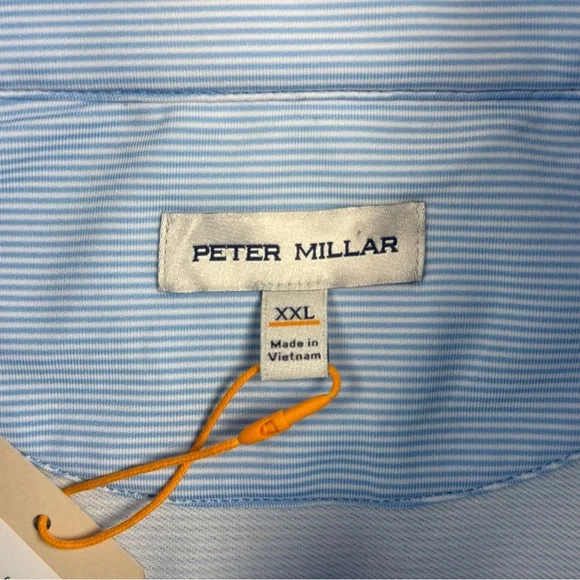 PETER MILLAR
XXL
Made in
Vietnam